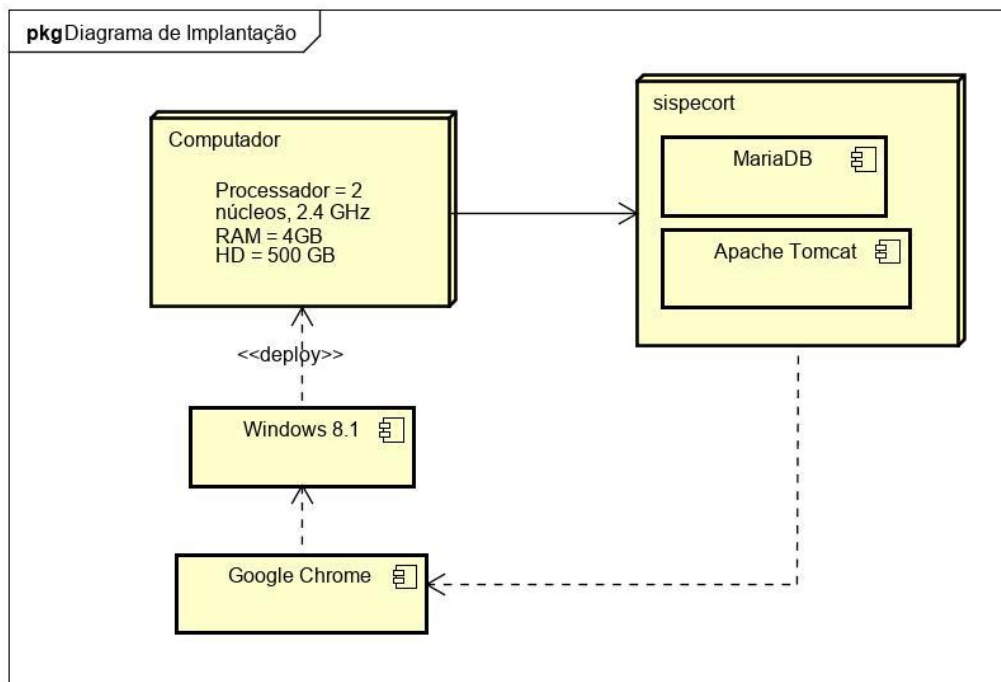 pkg Diagrama de Implantação
Computador
Processador = 2
núcleos, 2.4 GHz
RAM = 4GB
HD = 500 GB
sispecort
MariaDB
Apache Tomcat
<<deploy>>
Windows 8.1
Google Chrome